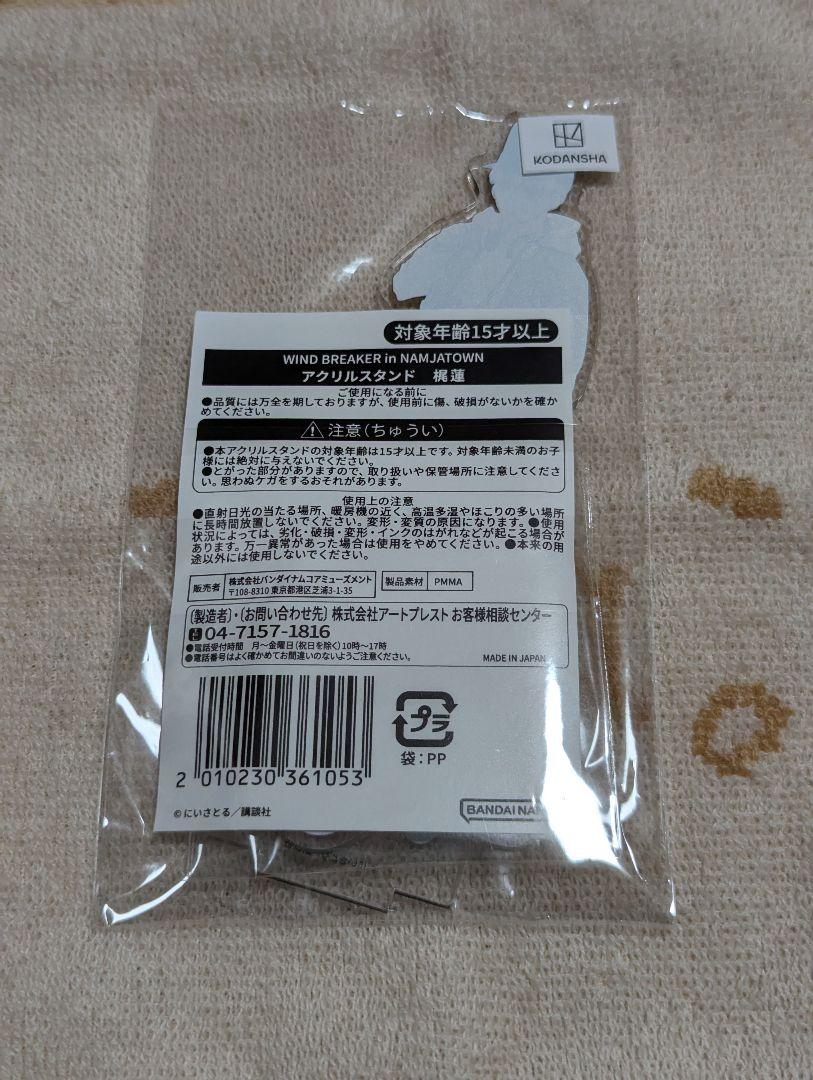 KODANSHA
対象年齢15才以上
WIND BREAKER in NAMJATOWN
アクリルスタンド 梶蓮
ご使用になる前に
●品質には万全を期しておりますが、使用前に傷、破損がないかを確か
めてください。
注意(ちゅうい)
●本アクリルスタンドの対象年齢は15才以上です。対象年齢未満のお子
様には絶対に与えないでください。
●とがった部分がありますので、取り扱いや保管場所に注意してくださ
い。思わぬケガをするおそれがあります。
使用上の注意
●直射日光の当たる場所、暖房機の近く、高温多湿やほこりの多い場所
に長時間放置しないでください。変形・変質の原因になります。●使用
状況によっては、劣化・破損・変形・インクのはがれなどが起こる場合が
あります。万一異常があった場合は使用をやめてください。●本来の用
途以外には使用しないでください。
販売者 株式会社バンダイナムコアミューズメント 製品素材 PMMA
〒108-8310 東京都港区芝浦3-1-35
〔製造者〕・〔お問い合わせ先〕株式会社アートプレスト お客様相談センター
04-7157-1816
●電話受付時間 月～金曜日(祝日を除く)10時～17時
●電話番号はよく確かめてお間違いのないようご注意ください。 MADE IN JAPAN
プラ
袋:PP
2 010230 361053
©にいさとる/講談社
BANDAI NAM